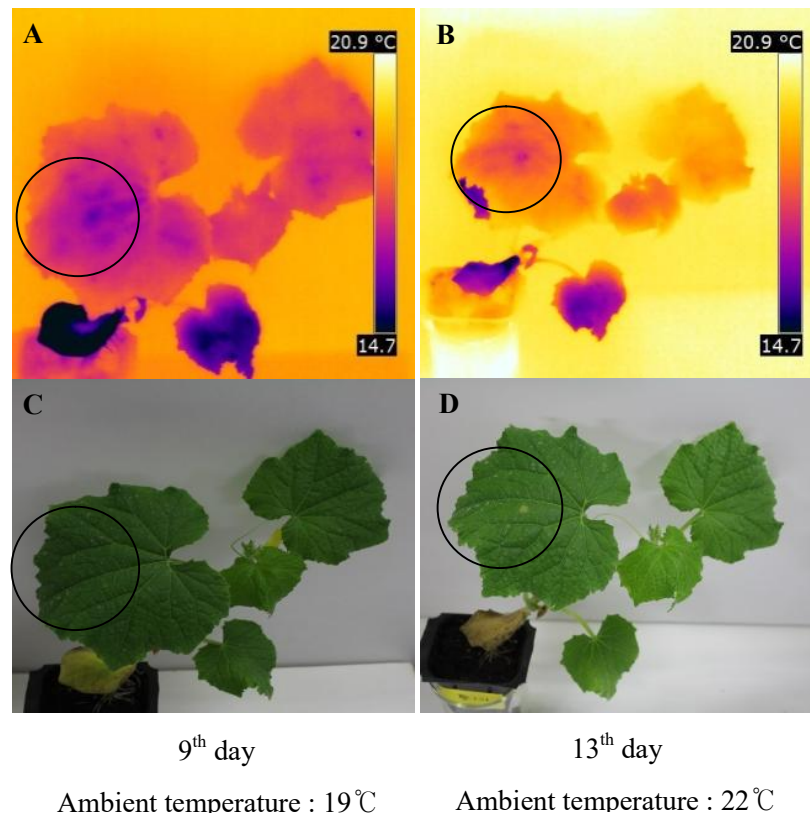 A
20.9 °C
14.7
B
20.9 °C
14.7
C
D
9th day
13th day
Ambient temperature : 19℃
Ambient temperature : 22℃